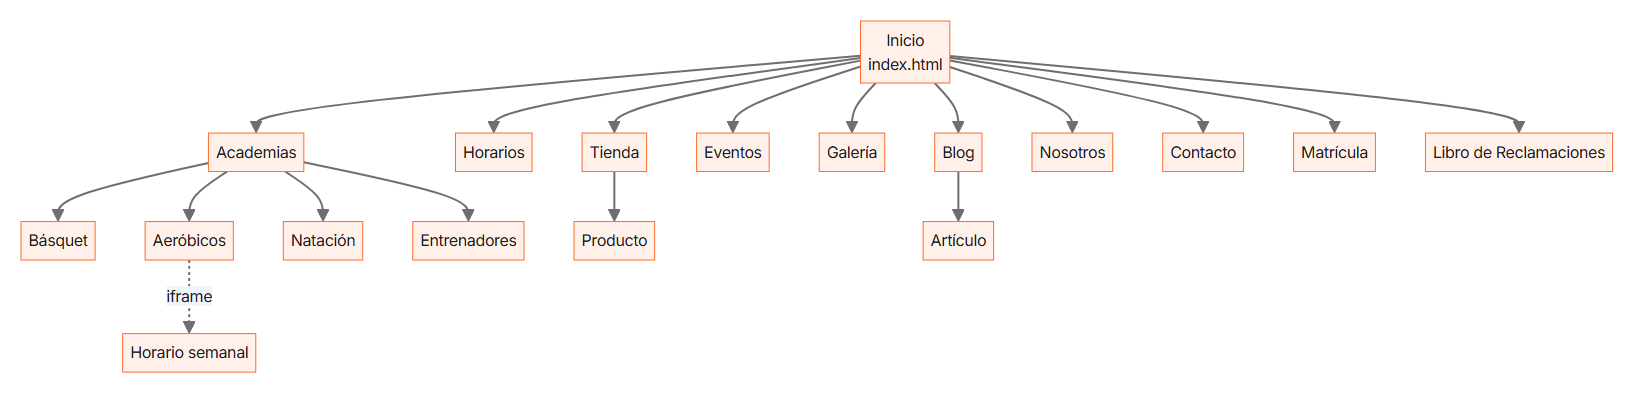 Inicio
index.html
Academias
Horarios
Tienda
Eventos
Galería
Blog
Nosotros
Contacto
Matrícula
Libro de Reclamaciones
Básquet
Aeróbicos
Natación
Entrenadores
Producto
Artículo
iframe
Horario semanal